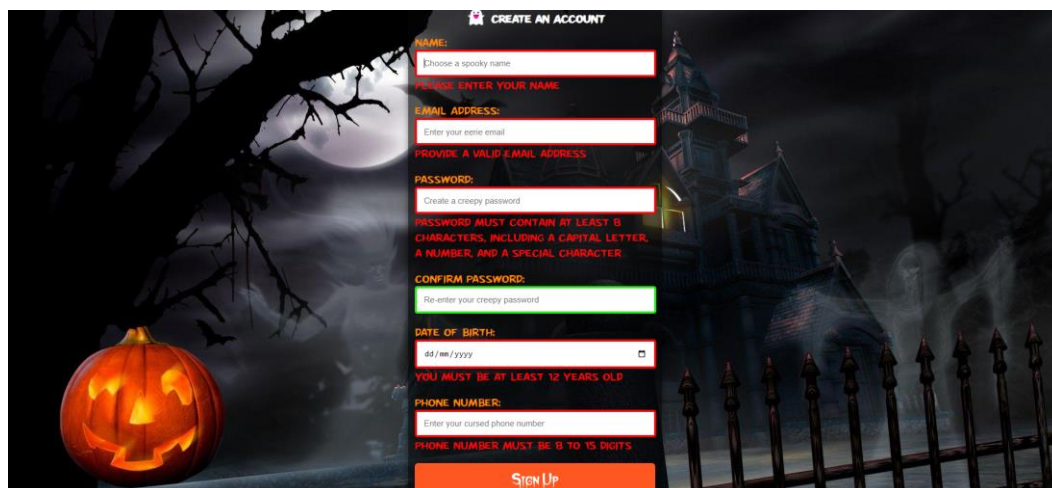 CREATE AN ACCOUNT
NAME:
Choose a spooky name
PLEASE ENTER YOUR NAME
EMAIL ADDRESS:
Enter your eerie email
PROVIDE A VALID EMAIL ADDRESS
PASSWORD:
Create a creepy password
PASSWORD MUST CONTAIN AT LEAST 8
CHARACTERS, INCLUDING A CAPITAL LETTER,
A NUMBER, AND A SPECIAL CHARACTER
CONFIRM PASSWORD:
Re-enter your creepy password
DATE OF BIRTH:
dd/mm/yyyy
YOU MUST BE AT LEAST 12 YEARS OLD
PHONE NUMBER:
Enter your cursed phone number
PHONE NUMBER MUST BE 8 TO 15 DIGITS
SIGN UP